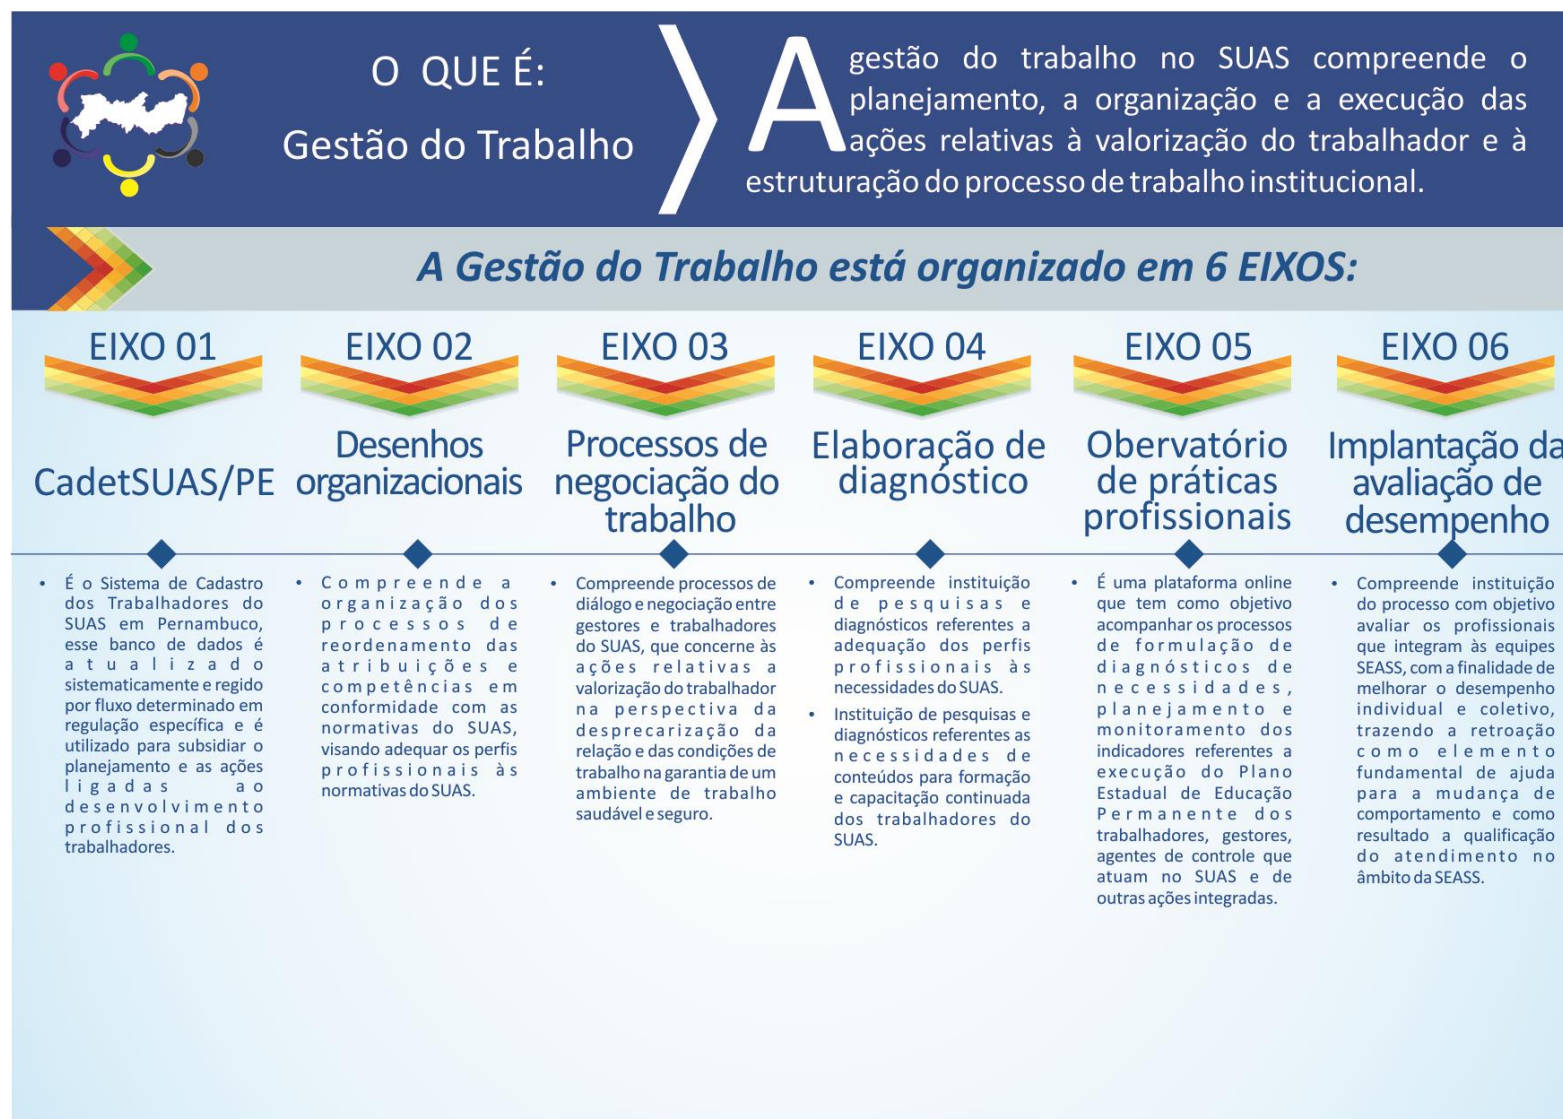 O QUE É:
Gestão do Trabalho
A gestão do trabalho no SUAS compreende o
planejamento, a organização e a execução das
ações relativas à valorização do trabalhador e à
estruturação do processo de trabalho institucional.
A Gestão do Trabalho está organizado em 6 EIXOS:
EIXO 01
CadetSUAS/PE
• É o Sistema de Cadastro
dos Trabalhadores do
SUAS em Pernambuco,
esse banco de dados é
atualizado
sistematicamente e regido
por fluxo determinado em
regulação específica e é
utilizado para subsidiar o
planejamento e as ações
ligadas ao
desenvolvimento
profissional dos
trabalhadores.
EIXO 02
Desenhos
organizacionais
• Compreende a
organização dos
processos de
reordenamento das
atribuições e
competências em
conformidade com as
normativas do SUAS,
visando adequar os perfis
profissionais às
normativas do SUAS.
EIXO 03
Processos de
negociação do
trabalho
• Compreende processos de
diálogo e negociação entre
gestores e trabalhadores
do SUAS, que concerne às
ações relativas a
valorização do trabalhador
na perspectiva da
desprecarização da
relação e das condições de
trabalho na garantia de um
ambiente de trabalho
saudável e seguro.
EIXO 04
Elaboração de
diagnóstico
• Compreende instituição
de pesquisas e
diagnósticos referentes a
adequação dos perfis
profissionais às
necessidades do SUAS.
• Instituição de pesquisas e
diagnósticos referentes as
necessidades de
conteúdos para formação
e capacitação continuada
dos trabalhadores do
SUAS.
EIXO 05
Obervatório
de práticas
profissionais
• É uma plataforma online
que tem como objetivo
acompanhar os processos
de formulação de
diagnósticos de
necessidades,
planejamento e
monitoramento dos
indicadores referentes a
execução do Plano
Estadual de Educação
Permanente dos
trabalhadores, gestores,
agentes de controle que
atuam no SUAS e de
outras ações integradas.
EIXO 06
Implantação da
avaliação de
desempenho
• Compreende instituição
do processo com objetivo
avaliar os profissionais
que integram às equipes
SEASS, com a finalidade de
melhorar o desempenho
individual e coletivo,
trazendo a retroação
como elemento
fundamental de ajuda
para a mudança de
comportamento e como
resultado a qualificação
do atendimento no
âmbito da SEASS.